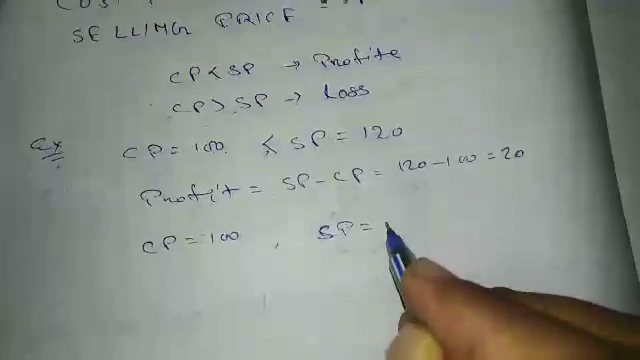 SELLING PRICE
CP < SP → Profite
CP > SP → Loss
Ex CP = 100 < SP = 120
Profit = SP - CP = 120 - 100 = 20
CP = 100 , SP =